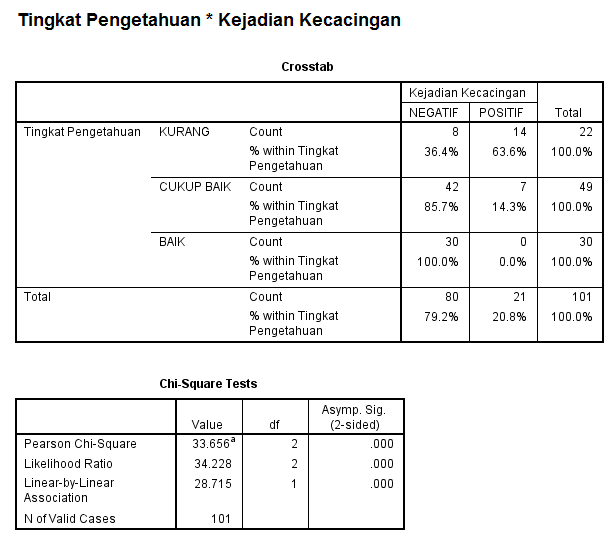 Tingkat Pengetahuan * Kejadian Kecacingan
Crosstab
Kejadian Kecacingan
NEGATIF POSITIF Total
Tingkat Pengetahuan KURANG Count 8 14 22
% within Tingkat Pengetahuan 36.4% 63.6% 100.0%
CUKUP BAIK Count 42 7 49
% within Tingkat Pengetahuan 85.7% 14.3% 100.0%
BAIK Count 30 0 30
% within Tingkat Pengetahuan 100.0% 0.0% 100.0%
Total Count 80 21 101
% within Tingkat Pengetahuan 79.2% 20.8% 100.0%
Chi-Square Tests
Value df Asymp. Sig. (2-sided)
Pearson Chi-Square 33.656a 2 .000
Likelihood Ratio 34.228 2 .000
Linear-by-Linear Association 28.715 1 .000
N of Valid Cases 101